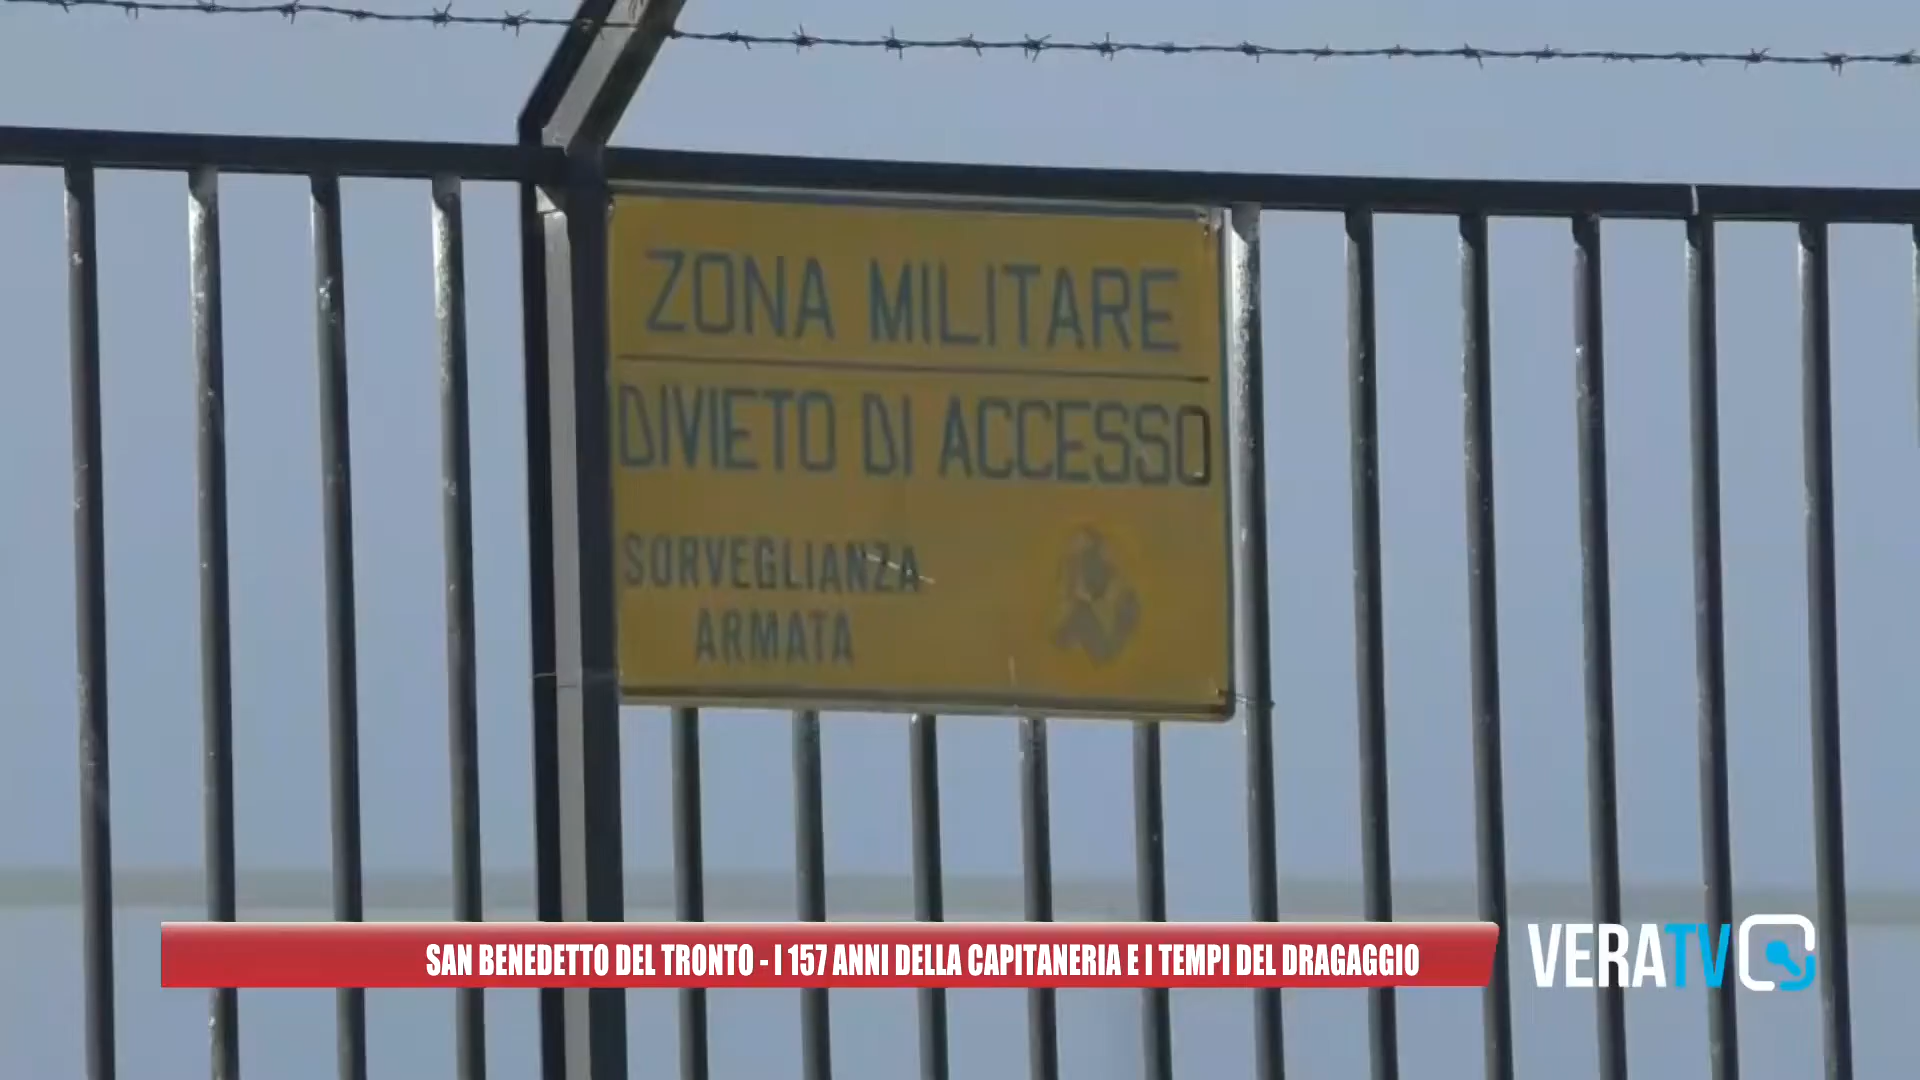 ZONA MILITARE
DIVIETO DI ACCESSO
SORVEGLIANZA
ARMATA
SAN BENEDETTO DEL TRONTO - I 157 ANNI DELLA CAPITANERIA E I TEMPI DEL DRAGAGGIO
VERATV